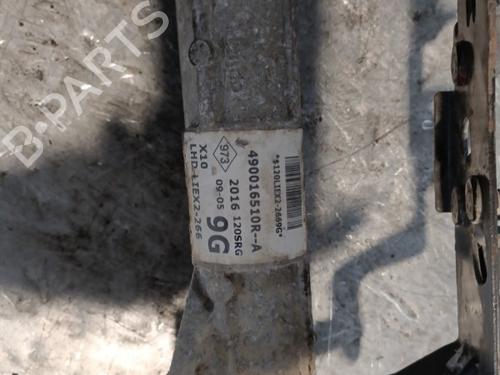 B-PARTS
*$120LIEX2-2669G*
490016510R--A
2016 120SRG
973
09-05
9G
X10
LHD LIEX2-266